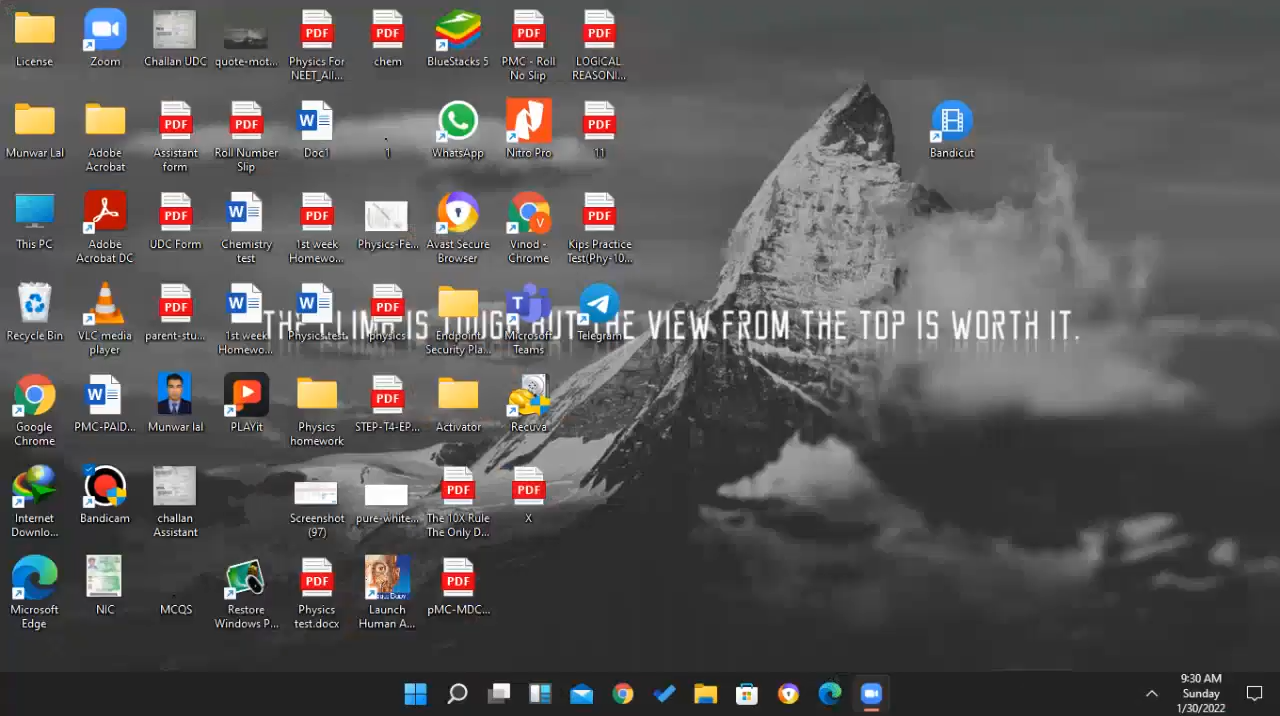 License
Zoom
Challan UDC
quote-mot...
Physics For
NEET_All...
chem
BlueStacks 5
PMC - Roll
No Slip
LOGICAL
REASONI...
Munwar Lal
Adobe
Acrobat
Assistant
form
Roll Number
Slip
Doc1
1
WhatsApp
Nitro Pro
11
Bandicut
This PC
Adobe
Acrobat DC
UDC Form
Chemistry
test
1st week
Homewo...
Physics-Fe...
Avast Secure
Browser
Vinod -
Chrome
Kips Practice
Test(Phy-10...
THE CLIMB IS TOUGH BUT THE VIEW FROM THE TOP IS WORTH IT.
Recycle Bin
VLC media
player
parent-stu...
1st week
Homewo...
Physics test
physics
Endpoint
Security Pla...
Microsoft
Teams
Telegram
Google
Chrome
PMC-PAID...
Munwar lal
PLAYit
Physics
homework
STEP-T4-EP...
Activator
Recuva
Internet
Downlo...
Bandicam
challan
Assistant
Screenshot
(97)
pure-white...
The 10X Rule
The Only D...
X
Microsoft
Edge
NIC
MCQS
Restore
Windows P...
Physics
test.docx
Launch
Human A...
pMC-MDC...
9:30 AM
Sunday
1/30/2022